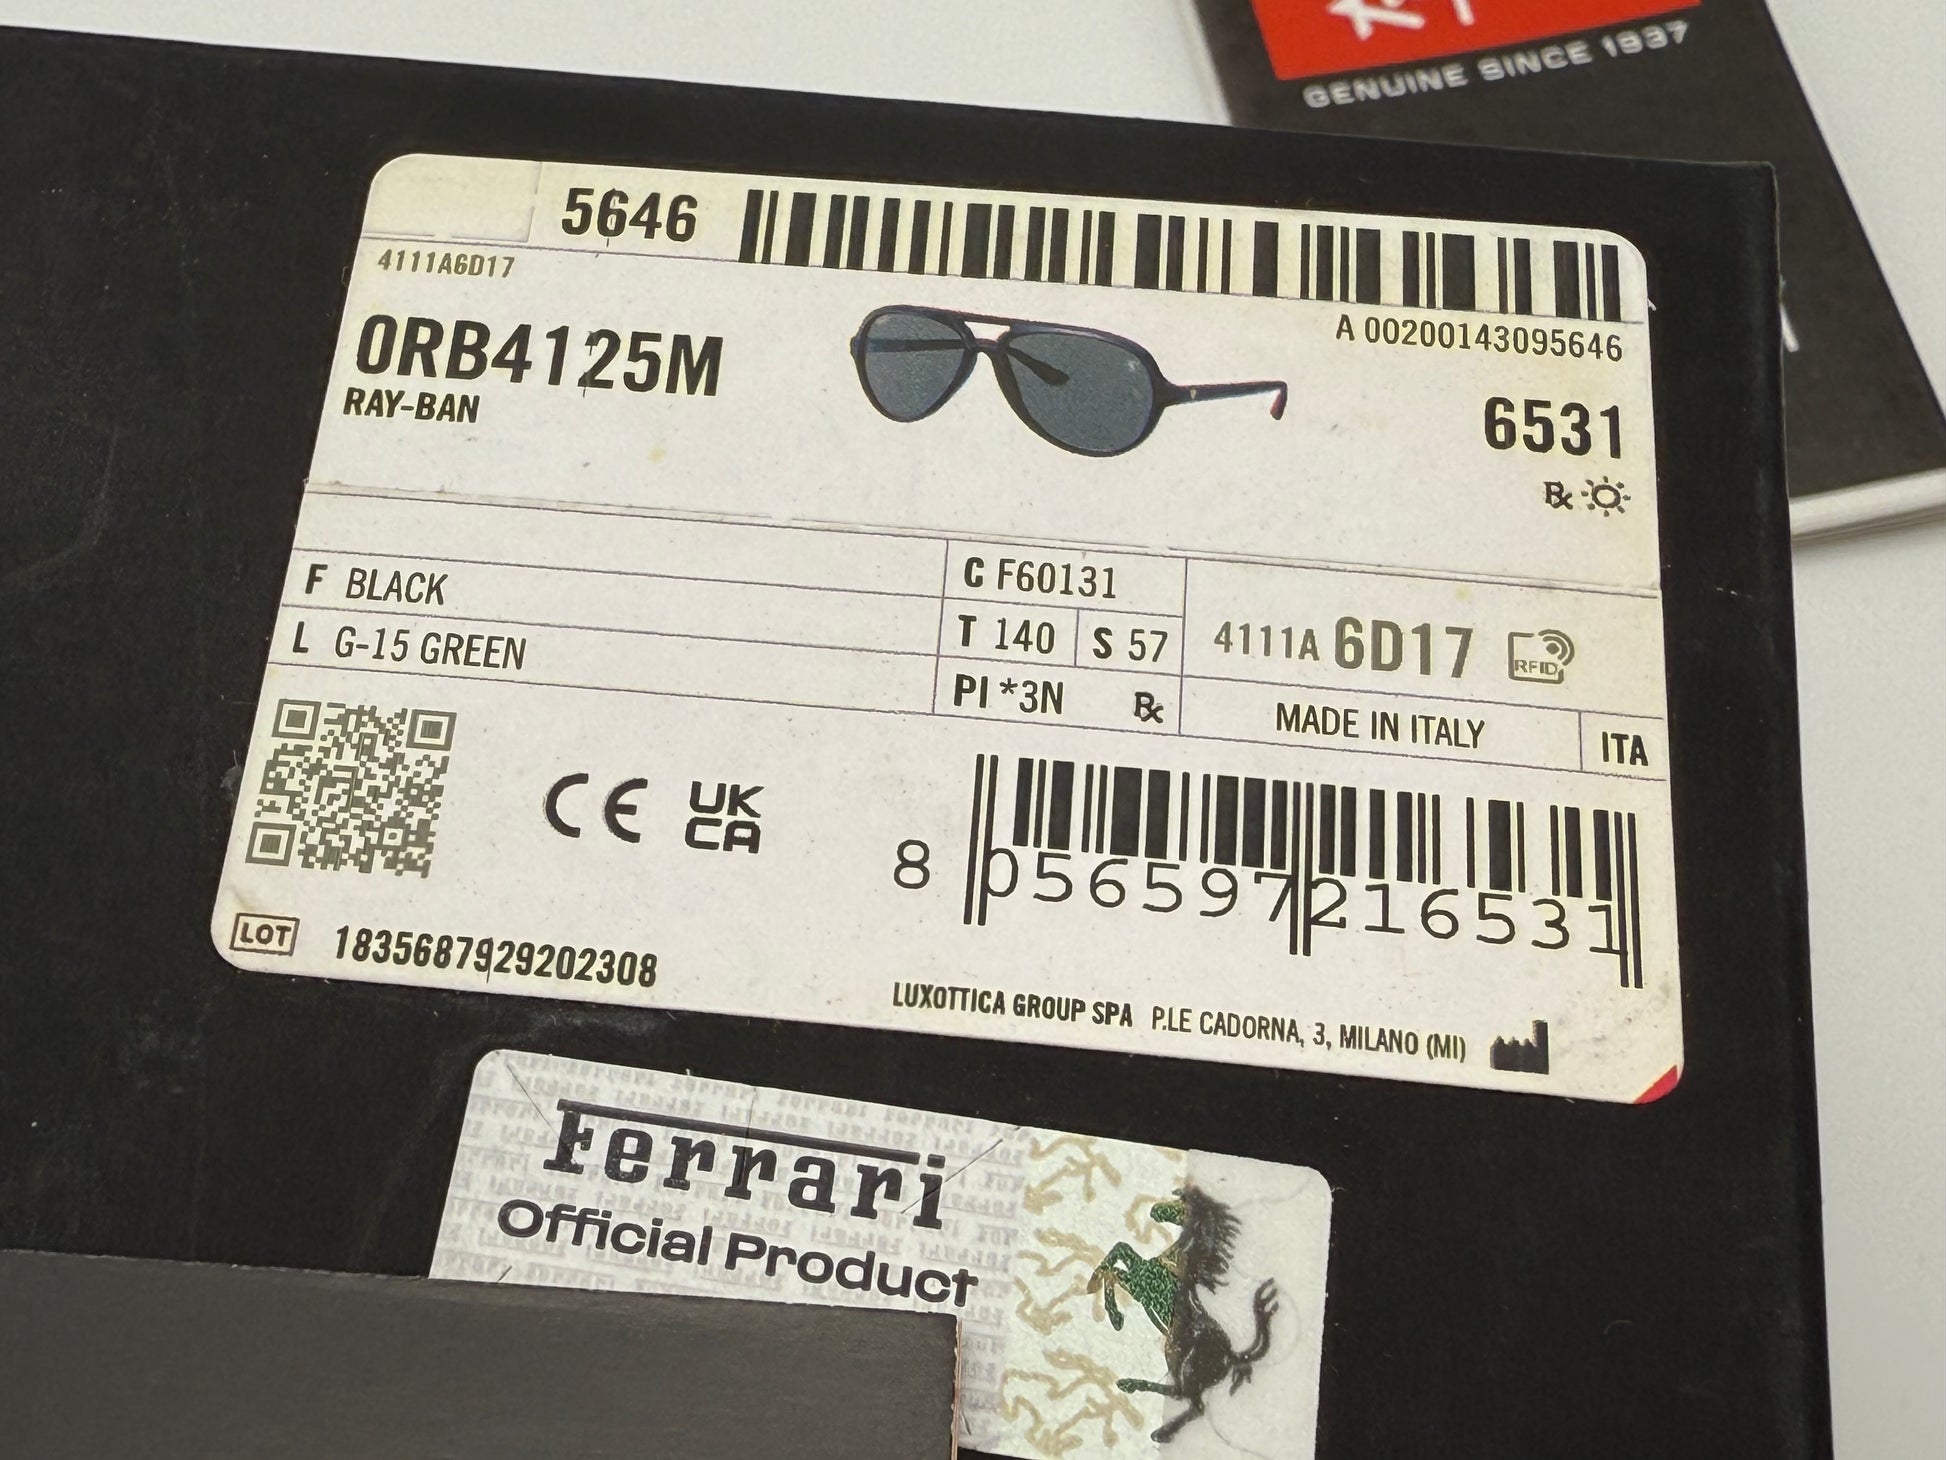 GENUINE SINCE 1937
5646
4111A6D17
A 00200143095646
0RB4125M
RAY-BAN
6531
Rx
F BLACK
C F60131
L G-15 GREEN
T 140
S 57
4111A 6D17
RFID
PI *3N
Rx
MADE IN ITALY
ITA
CE
UK
CA
8 056597 216531
LOT
1835687929202308
LUXOTTICA GROUP SPA P.LE CADORNA, 3, MILANO (MI)
Ferrari
Official Product